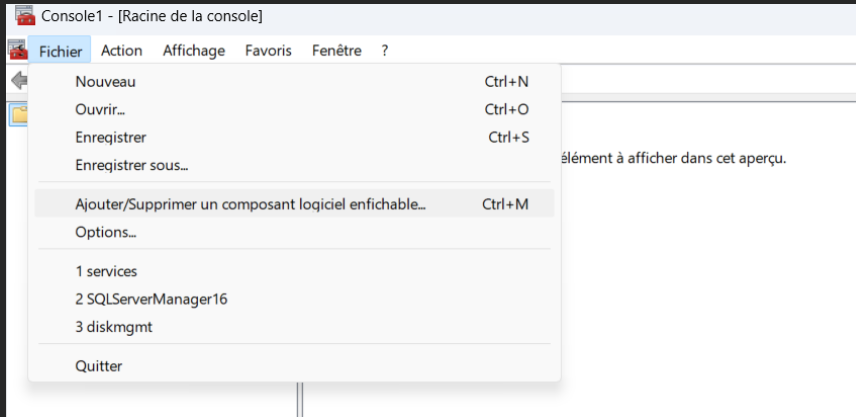 Console1 - [Racine de la console]
Fichier Action Affichage Favoris Fenêtre ?
Nouveau Ctrl+N
Ouvrir... Ctrl+O
Enregistrer Ctrl+S
Enregistrer sous...
élément à afficher dans cet aperçu.
Ajouter/Supprimer un composant logiciel enfichable... Ctrl+M
Options...
1 services
2 SQLServerManager16
3 diskmgmt
Quitter